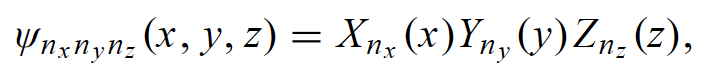 ψ_{n_x n_y n_z}(x, y, z) = X_{n_x}(x)Y_{n_y}(y)Z_{n_z}(z),